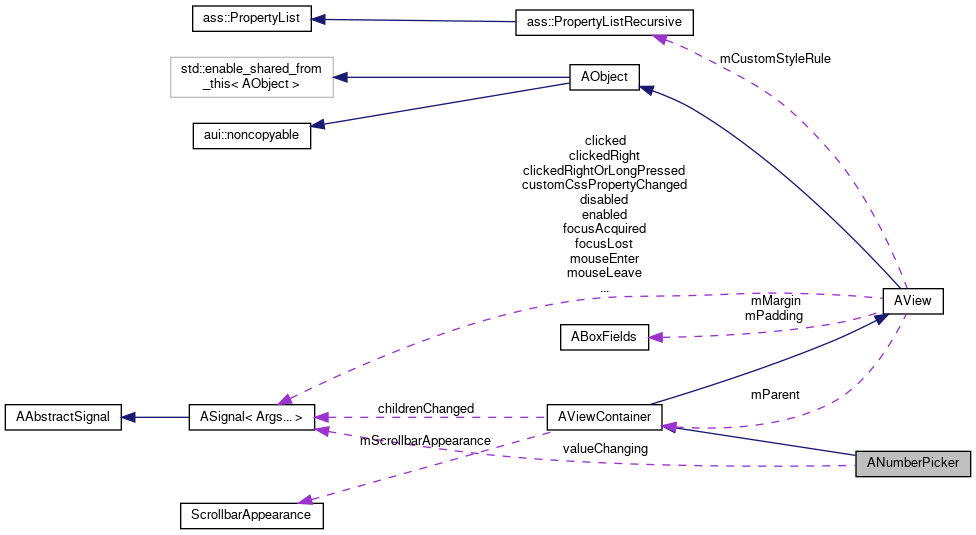 ass::PropertyList
ass::PropertyListRecursive
mCustomStyleRule
std::enable_shared_from
_this< AObject >
AObject
aui::noncopyable
clicked
clickedRight
clickedRightOrLongPressed
customCssPropertyChanged
disabled
enabled
focusAcquired
focusLost
mouseEnter
mouseLeave
...
AView
mMargin
mPadding
ABoxFields
mParent
AAbstractSignal
ASignal< Args... >
childrenChanged
AViewContainer
mScrollbarAppearance
valueChanging
ANumberPicker
ScrollbarAppearance